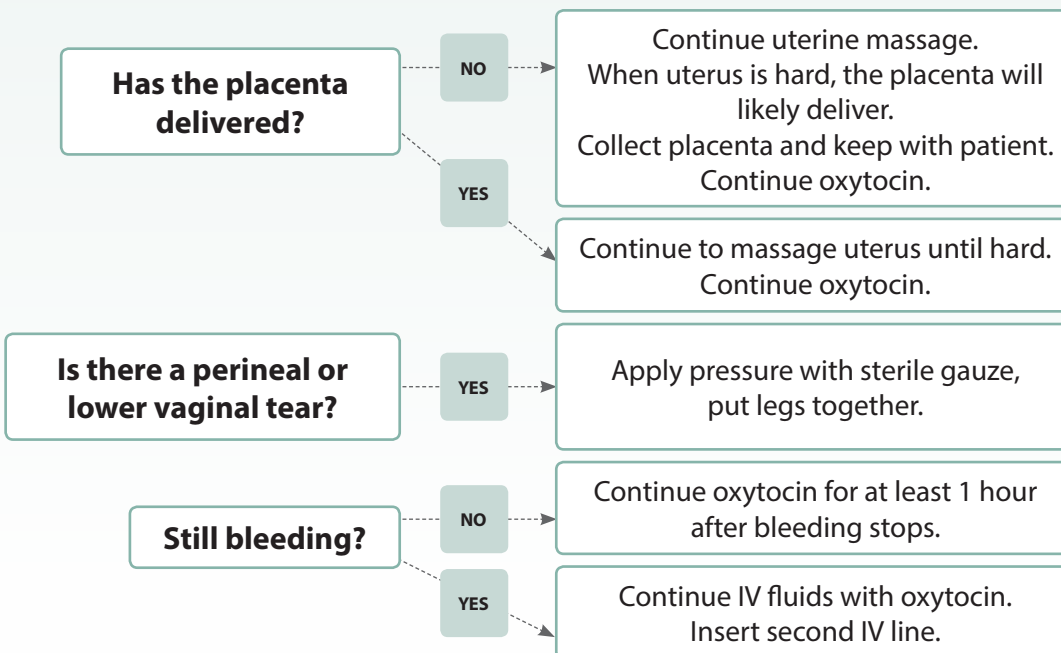 Has the placenta
delivered?
NO
Continue uterine massage.
When uterus is hard, the placenta will
likely deliver.
Collect placenta and keep with patient.
Continue oxytocin.
YES
Continue to massage uterus until hard.
Continue oxytocin.
Is there a perineal or
lower vaginal tear?
YES
Apply pressure with sterile gauze,
put legs together.
Still bleeding?
NO
Continue oxytocin for at least 1 hour
after bleeding stops.
YES
Continue IV fluids with oxytocin.
Insert second IV line.